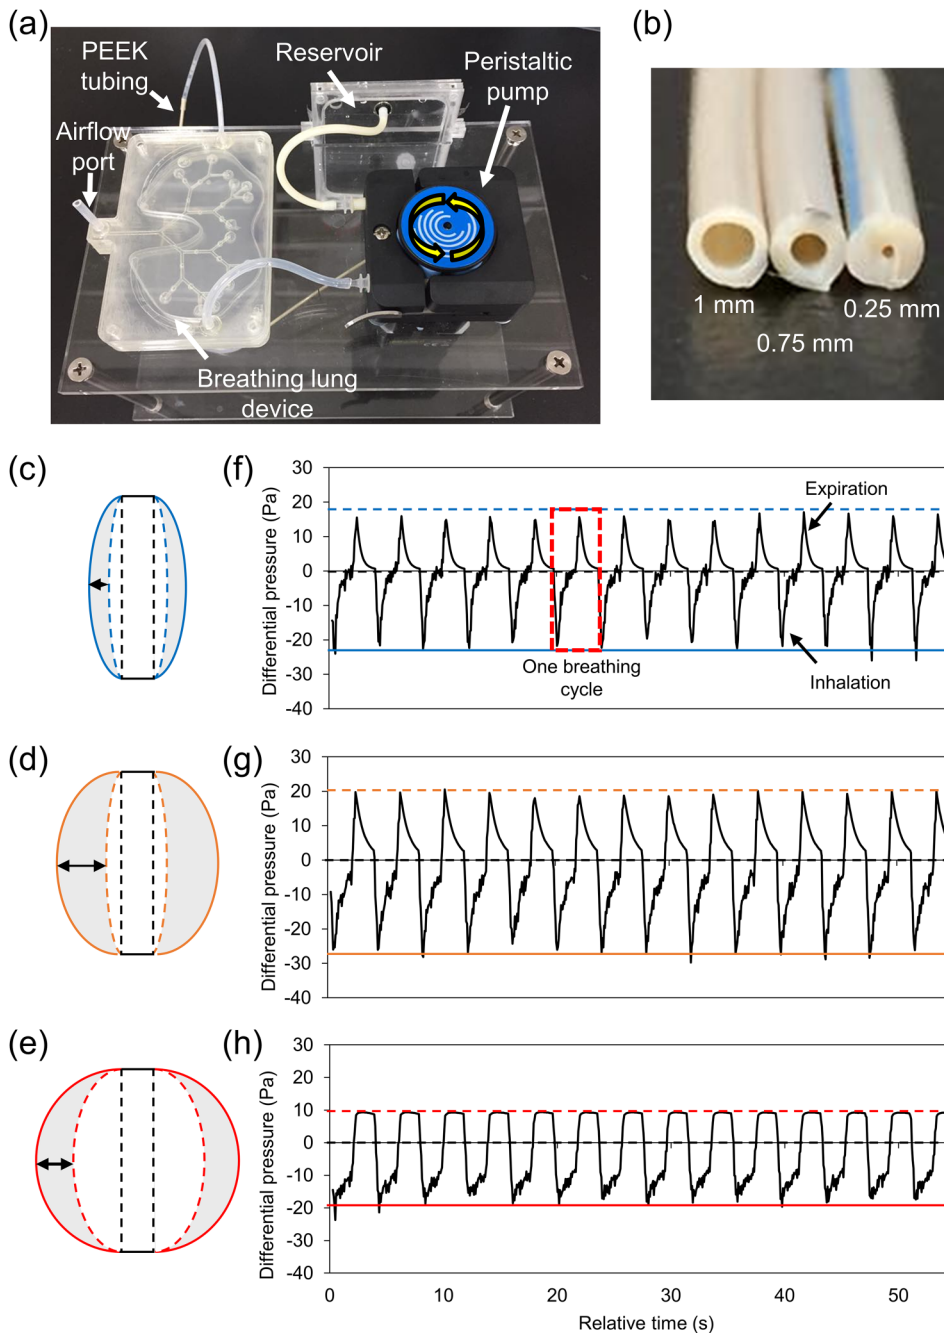 (a)
PEEK
tubing
Airflow
port
Reservoir
Peristaltic
pump
Breathing lung
device
(b)
1 mm
0.75 mm
0.25 mm
(c)
(d)
(e)
(f)
Differential pressure (Pa)
30
20
10
0
-10
-20
-30
-40
Expiration
One breathing
cycle
Inhalation
(g)
Differential pressure (Pa)
30
20
10
0
-10
-20
-30
-40
(h)
Differential pressure (Pa)
30
20
10
0
-10
-20
-30
-40
0
10
20
30
40
50
Relative time (s)